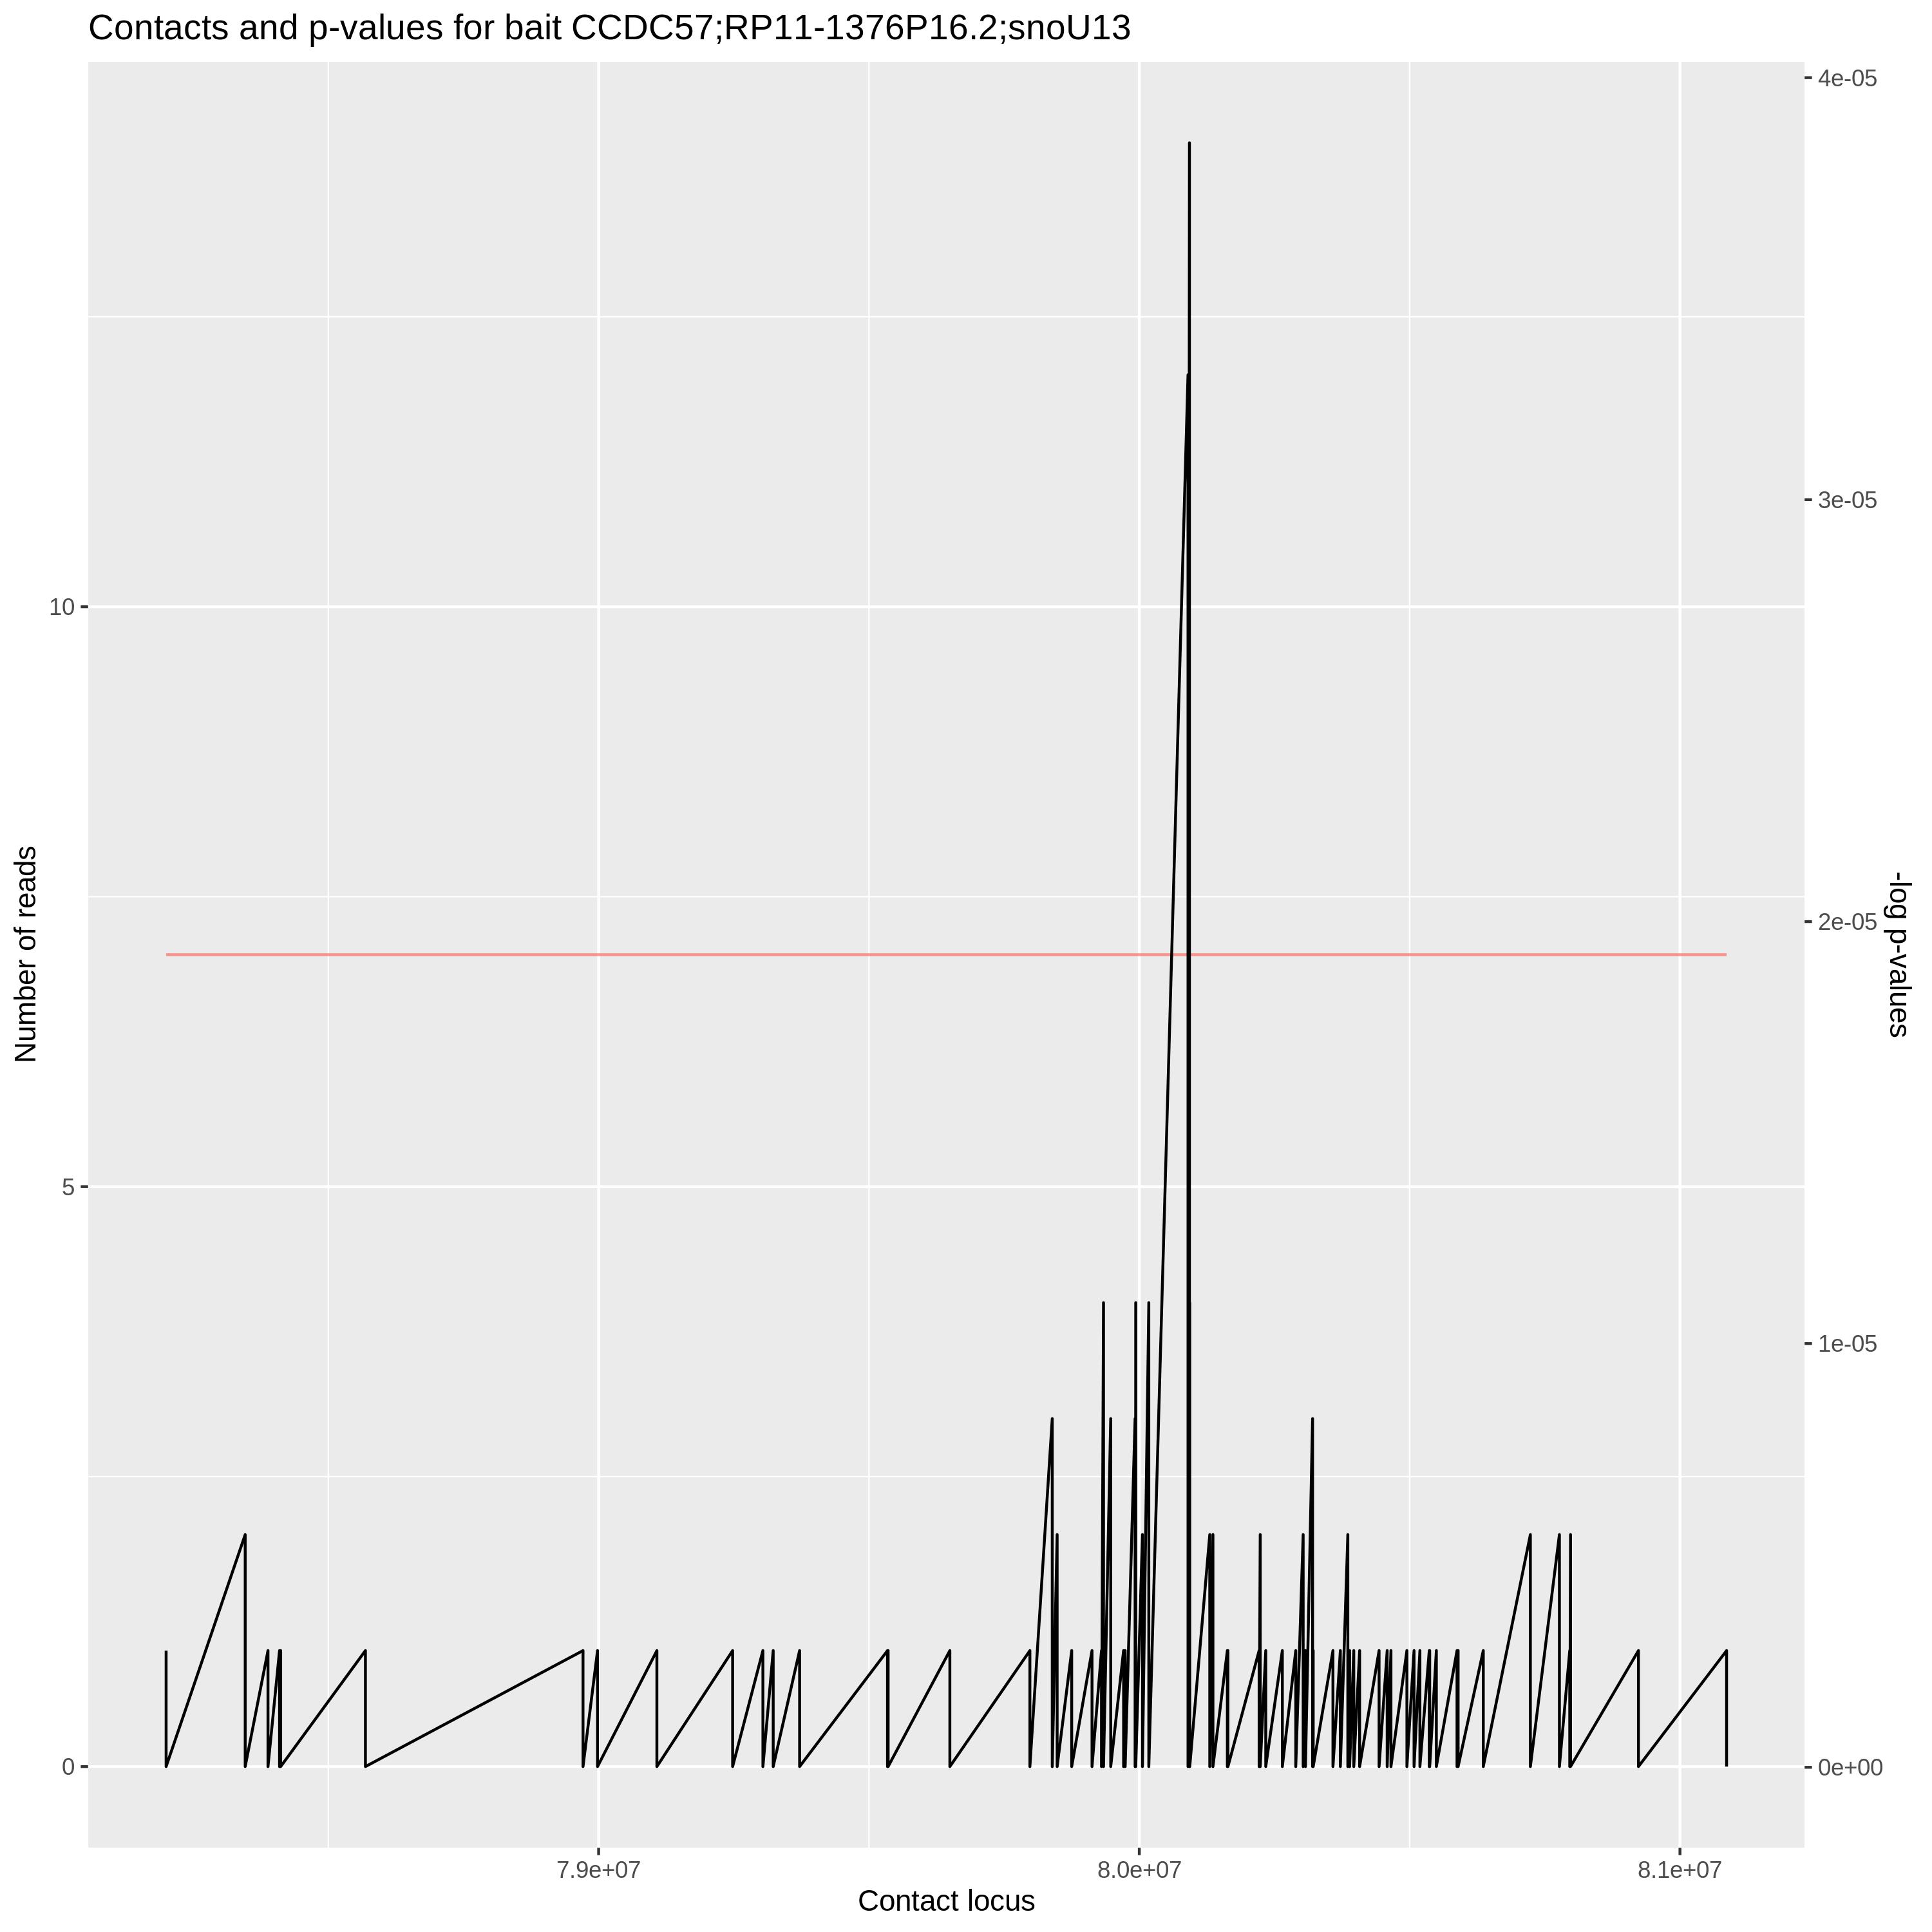 Contacts and p-values for bait CCDC57;RP11-1376P16.2;snoU13
4e-05
3e-05
10
2e-05
Number of reads
-log p-values
5
1e-05
0
0e+00
7.9e+07 8.0e+07 8.1e+07
Contact locus